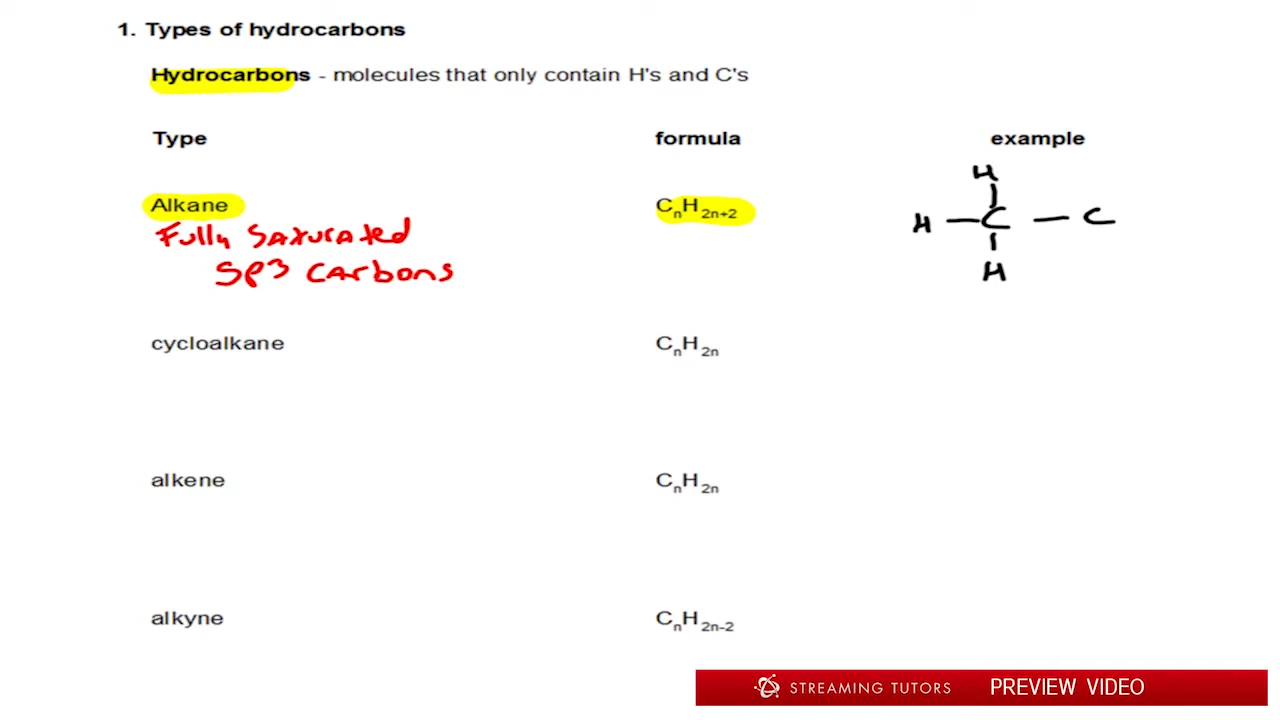 1. Types of hydrocarbons
Hydrocarbons - molecules that only contain H's and C's
Type formula example
H
Alkane CnH2n+2
H - C - C
Fully Saturated
H
SP3 Carbons
cycloalkane CnH2n
alkene CnH2n
alkyne CnH2n-2
STREAMING TUTORS PREVIEW VIDEO